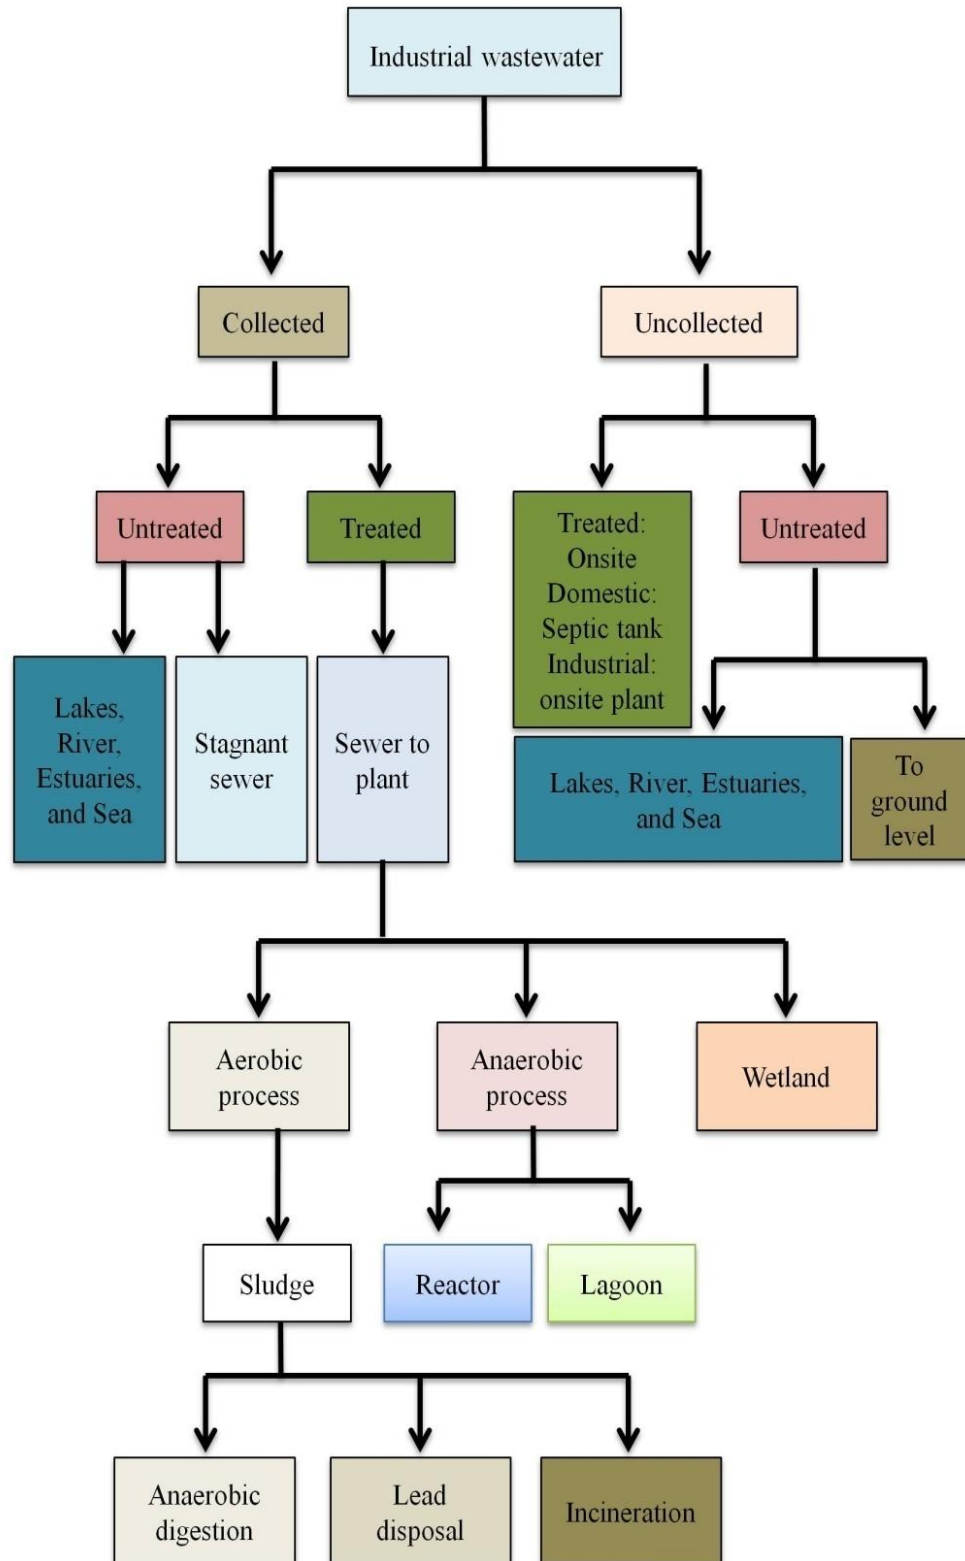 Industrial wastewater
Collected
Uncollected
Untreated
Treated
Treated:
Onsite
Domestic:
Septic tank
Industrial:
onsite plant
Untreated
Lakes,
River,
Estuaries,
and Sea
Stagnant
sewer
Sewer to
plant
Lakes, River, Estuaries,
and Sea
To
ground
level
Aerobic
process
Anaerobic
process
Wetland
Sludge
Reactor
Lagoon
Anaerobic
digestion
Lead
disposal
Incineration